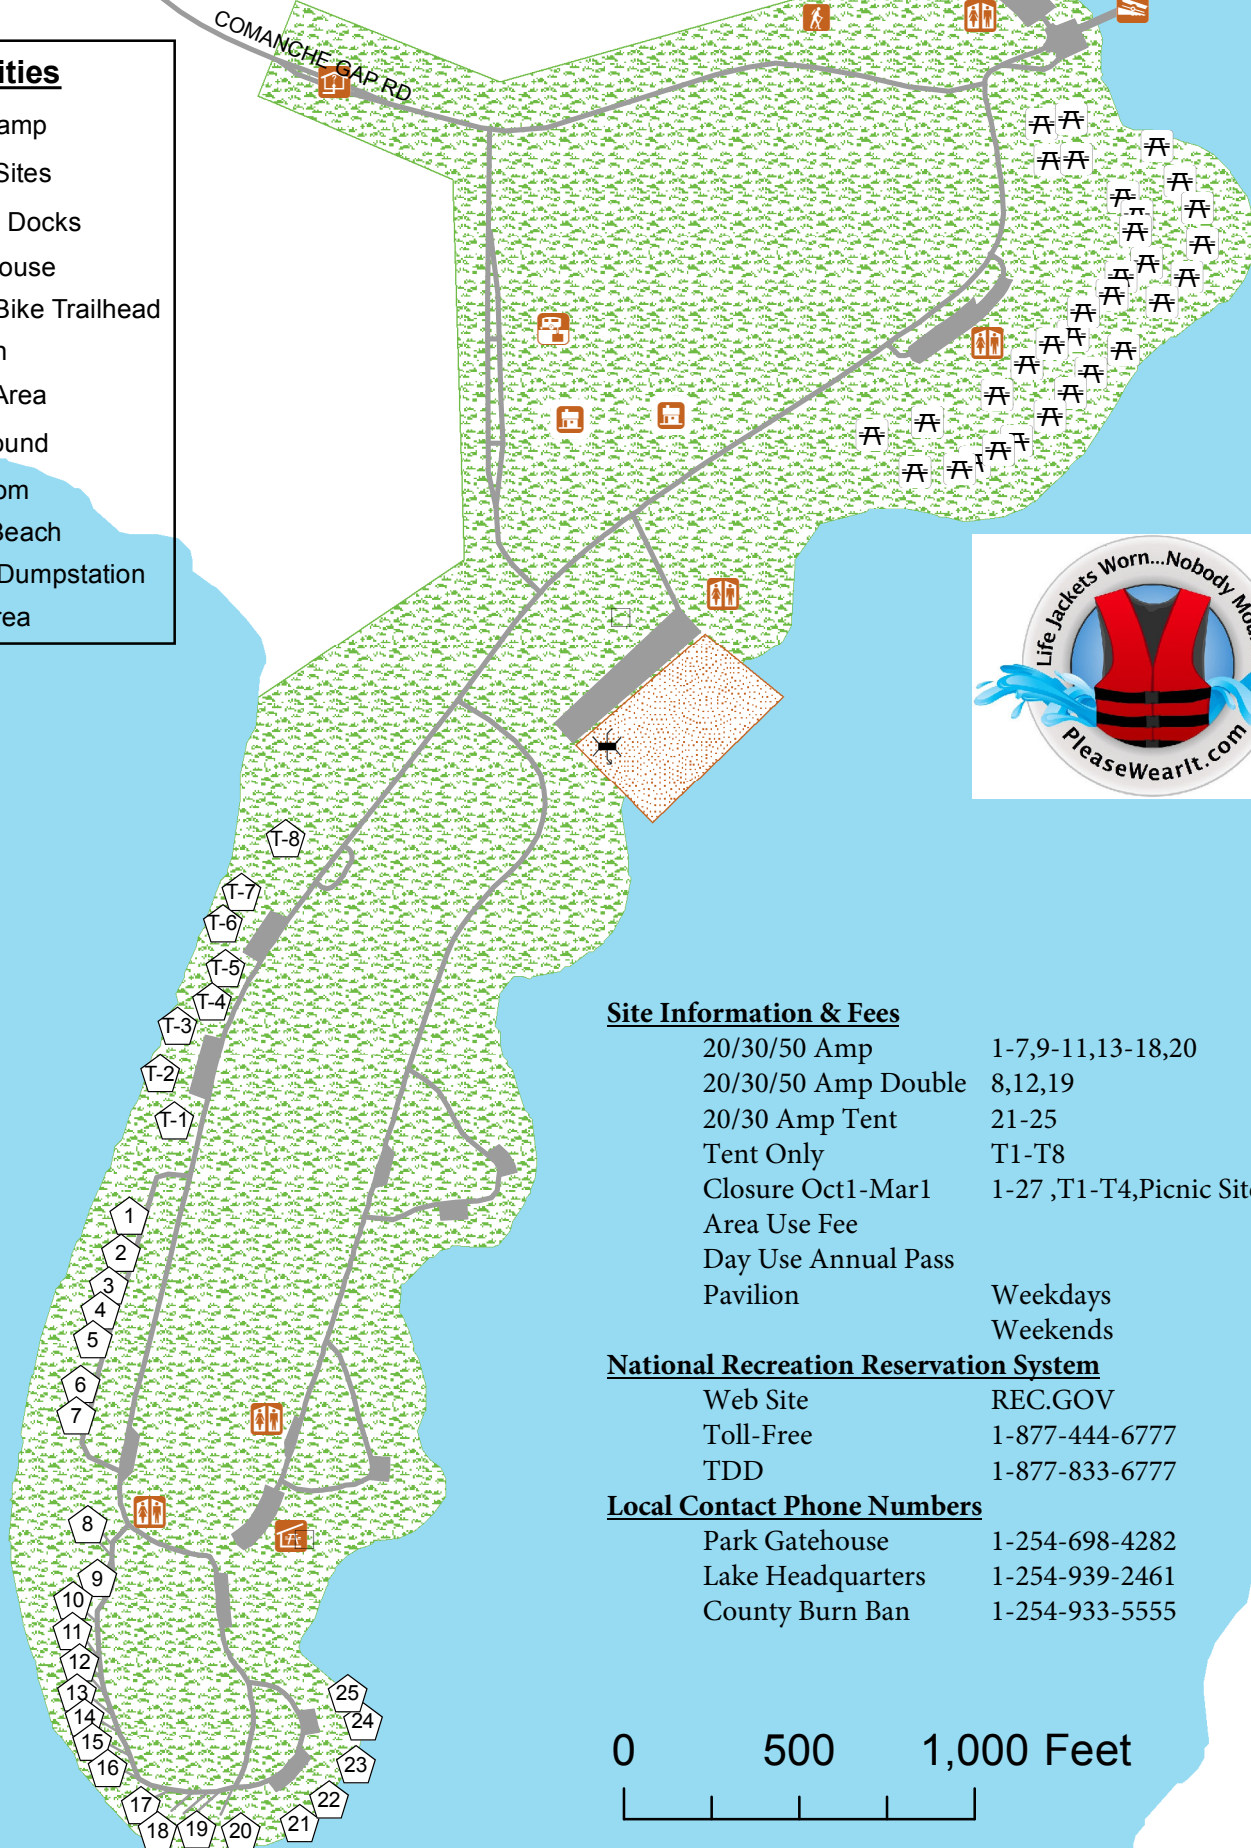 COMANCHE GAP RD
ities
amp
Sites
Docks
ouse
Bike Trailhead
n
Area
ound
om
Beach
Dumpstation
rea
Life Jackets Worn...Nobody Mou
PleaseWearIt.com
T-8
T-7
T-6
T-5
T-4
T-3
T-2
T-1
1
2
3
4
5
6
7
8
9
10
11
12
13
14
15
16
17
18
19
20
21
22
23
24
25
Site Information & Fees
20/30/50 Amp 1-7,9-11,13-18,20
20/30/50 Amp Double 8,12,19
20/30 Amp Tent 21-25
Tent Only T1-T8
Closure Oct1-Mar1 1-27 ,T1-T4,Picnic Site
Area Use Fee
Day Use Annual Pass
Pavilion Weekdays
Weekends
National Recreation Reservation System
Web Site REC.GOV
Toll-Free 1-877-444-6777
TDD 1-877-833-6777
Local Contact Phone Numbers
Park Gatehouse 1-254-698-4282
Lake Headquarters 1-254-939-2461
County Burn Ban 1-254-933-5555
0 500 1,000 Feet